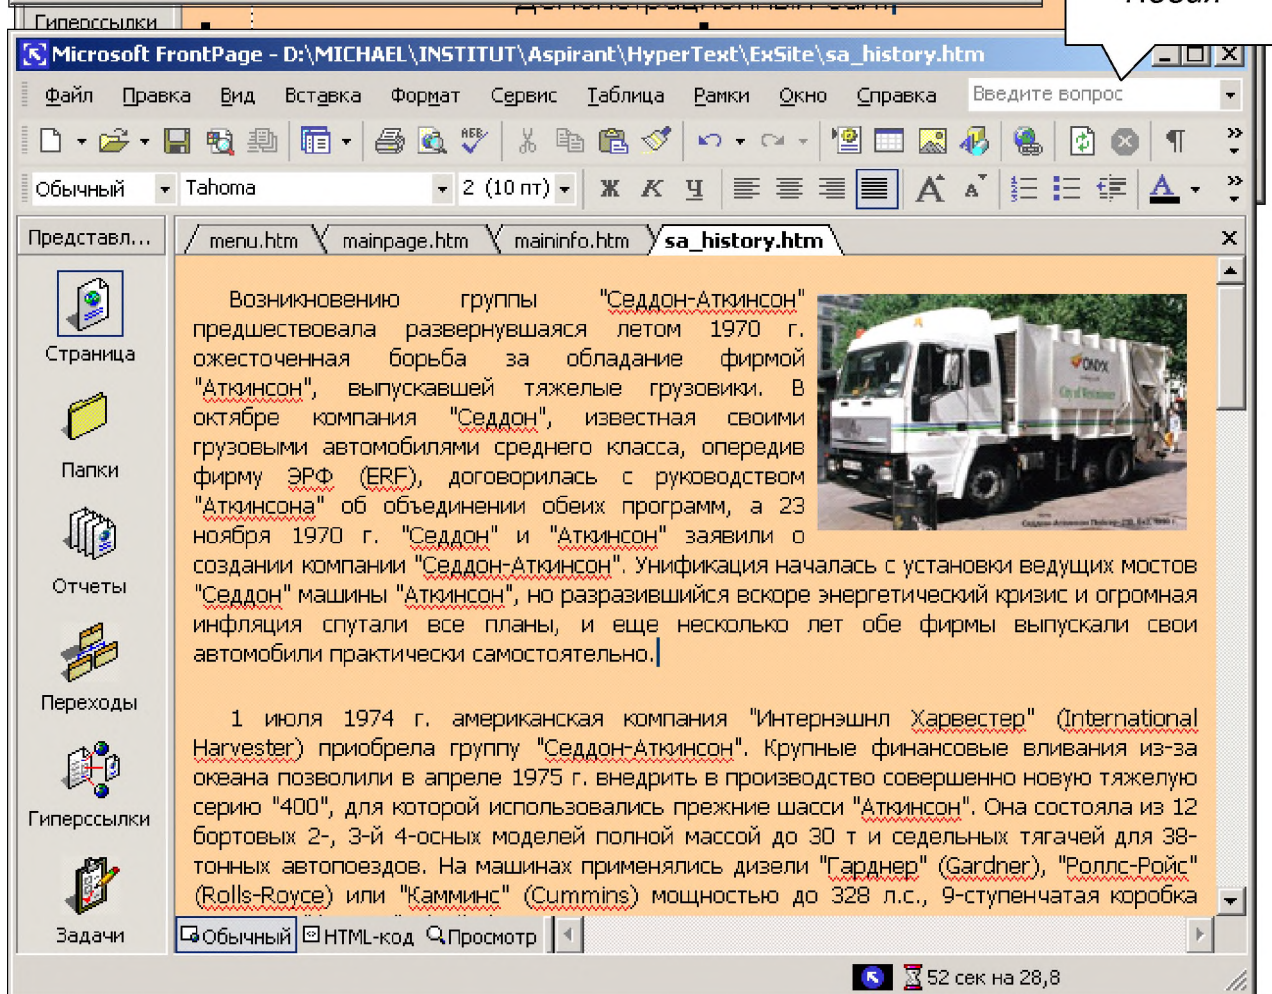 демонстрационный сайт
Гиперссылки
Новая
Microsoft FrontPage - D:\MICHAEL\INSTITUT\Aspirant\HyperText\ExSite\sa_history.htm
Файл Правка Вид Вставка Формат Сервис Таблица Рамки Окно Справка Введите вопрос
Обычный Tahoma 2 (10 пт) Ж К Ч
Представл... menu.htm mainpage.htm maininfo.htm sa_history.htm
Страница
Папки
Отчеты
Переходы
Гиперссылки
Задачи
Возникновению группы "Седдон-Аткинсон"
предшествовала развернувшаяся летом 1970 г.
ожесточенная борьба за обладание фирмой
"Аткинсон", выпускавшей тяжелые грузовики. В
октябре компания "Седдон", известная своими
грузовыми автомобилями среднего класса, опередив
фирму ЭРФ (ERF), договорилась с руководством
"Аткинсона" об объединении обеих программ, а 23
ноября 1970 г. "Седдон" и "Аткинсон" заявили о
создании компании "Седдон-Аткинсон". Унификация началась с установки ведущих мостов
"Седдон" машины "Аткинсон", но разразившийся вскоре энергетический кризис и огромная
инфляция спутали все планы, и еще несколько лет обе фирмы выпускали свои
автомобили практически самостоятельно.
ONYX
City of Westminster
1 июля 1974 г. американская компания "Интернэшнл Харвестер" (International
Harvester) приобрела группу "Седдон-Аткинсон". Крупные финансовые вливания из-за
океана позволили в апреле 1975 г. внедрить в производство совершенно новую тяжелую
серию "400", для которой использовались прежние шасси "Аткинсон". Она состояла из 12
бортовых 2-, 3-й 4-осных моделей полной массой до 30 т и седельных тягачей для 38-
тонных автопоездов. На машинах применялись дизели "Гарднер" (Gardner), "Роллс-Ройс"
(Rolls-Royce) или "Камминс" (Cummins) мощностью до 328 л.с., 9-ступенчатая коробка
Обычный HTML-код Просмотр
52 сек на 28,8